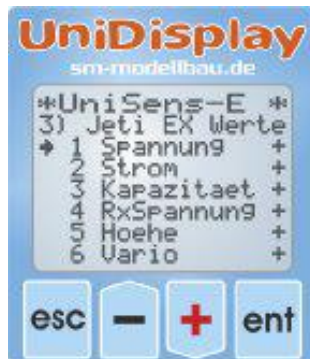 UniDisplay
sm-modellbau.de
*UniSens-E *
3) Jeti EX Werte
→ 1 Spannung +
2 Strom +
3 Kapazitaet +
4 RxSpannung +
5 Hoehe +
6 Vario +
esc - + ent